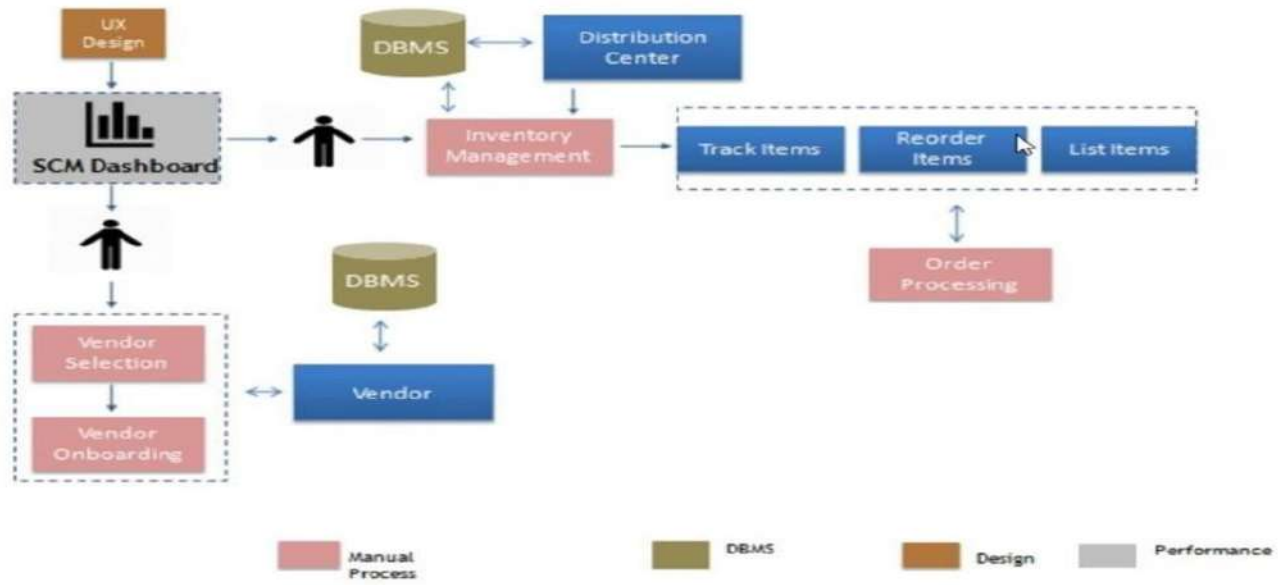 UX
Design
DBMS
Distribution
Center
SCM Dashboard
Inventory
Management
Track Items
Reorder
Items
List Items
DBMS
Order
Processing
Vendor
Selection
Vendor
Vendor
Onboarding
Manual
Process
DBMS
Design
Performance